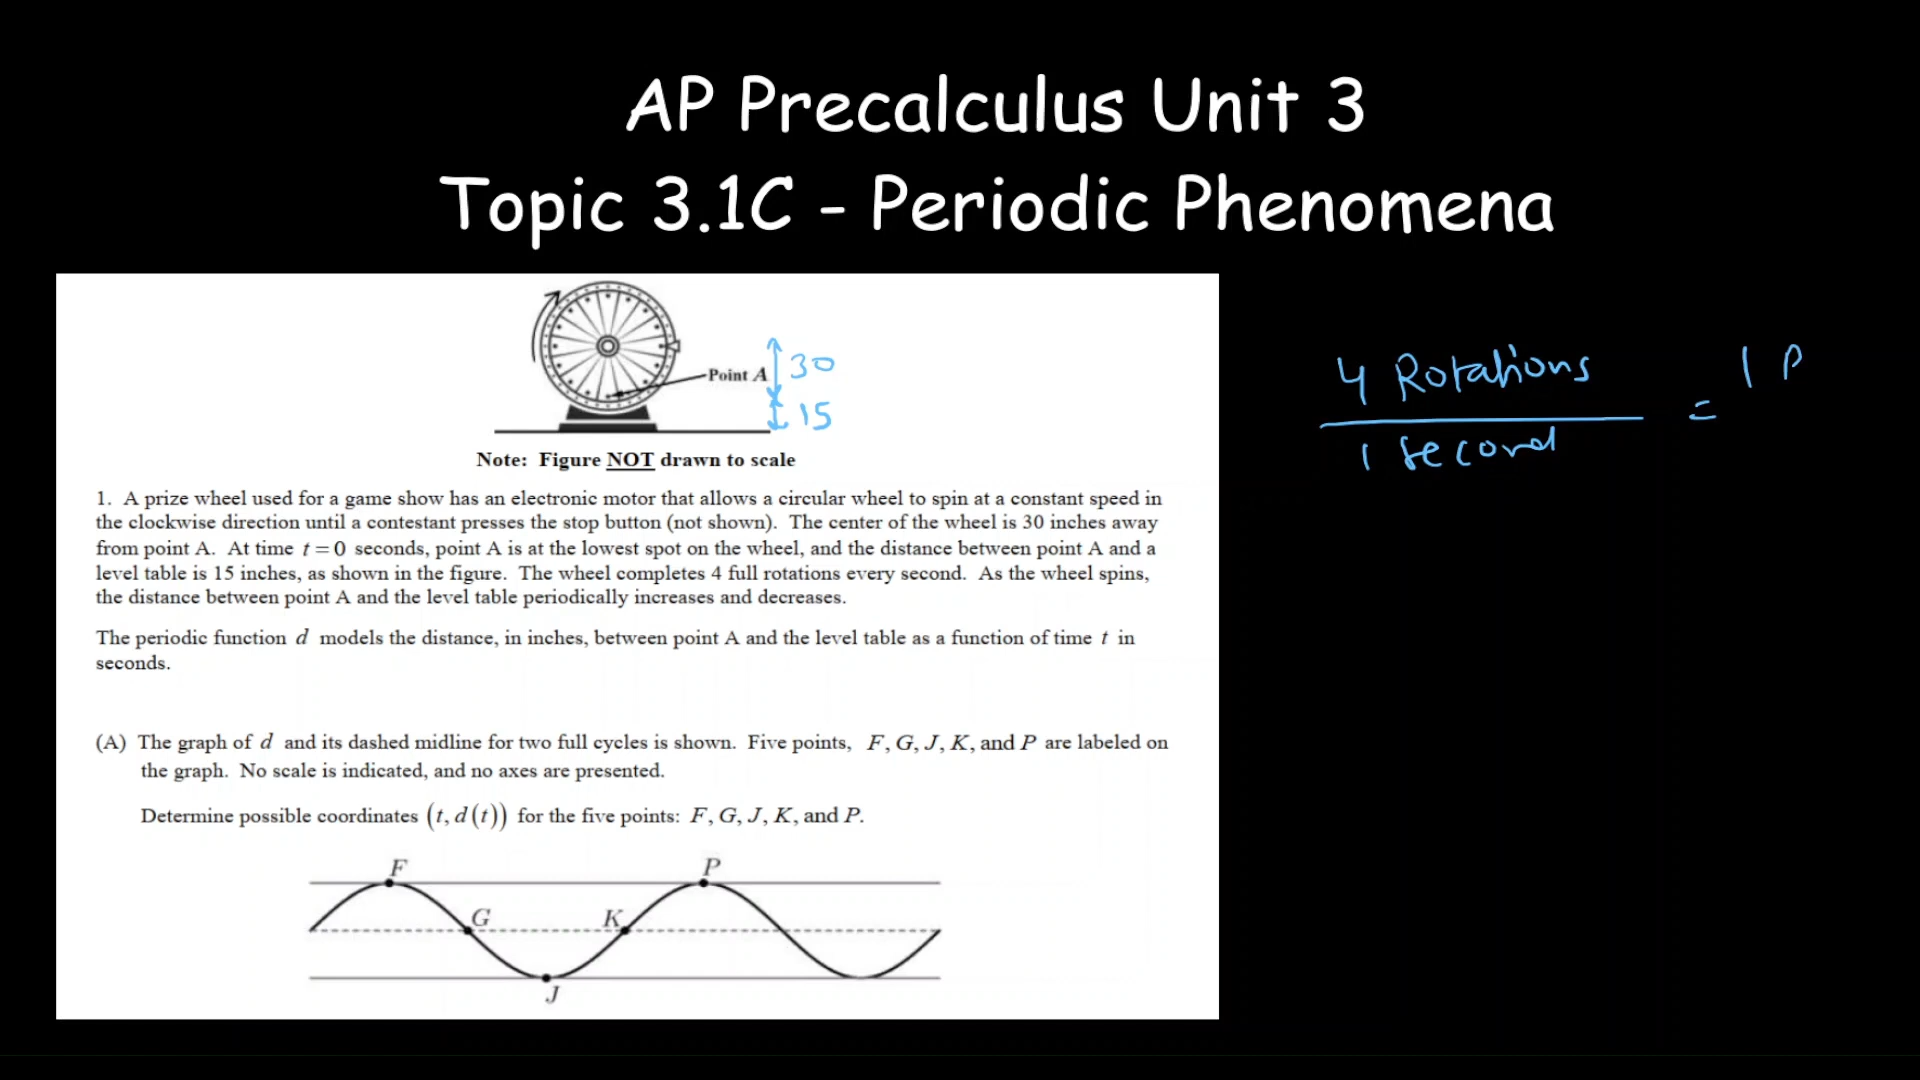 AP Precalculus Unit 3
Topic 3.1C - Periodic Phenomena
Point A
30
15
Note: Figure NOT drawn to scale
1. A prize wheel used for a game show has an electronic motor that allows a circular wheel to spin at a constant speed in
the clockwise direction until a contestant presses the stop button (not shown). The center of the wheel is 30 inches away
from point A. At time t = 0 seconds, point A is at the lowest spot on the wheel, and the distance between point A and a
level table is 15 inches, as shown in the figure. The wheel completes 4 full rotations every second. As the wheel spins,
the distance between point A and the level table periodically increases and decreases.
The periodic function d models the distance, in inches, between point A and the level table as a function of time t in
seconds.
(A) The graph of d and its dashed midline for two full cycles is shown. Five points, F, G, J, K, and P are labeled on
the graph. No scale is indicated, and no axes are presented.
Determine possible coordinates (t, d(t)) for the five points: F, G, J, K, and P.
F
P
G
K
J
4 Rotations
1 second
= 1 P